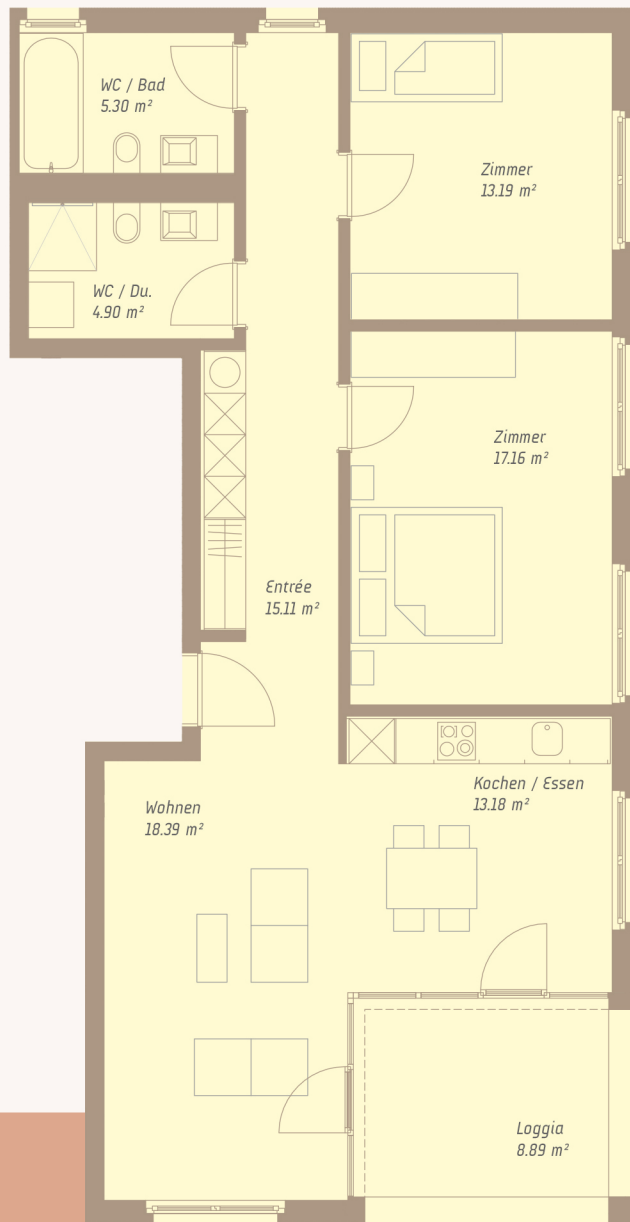 WC / Bad
5.30 m²
Zimmer
13.19 m²
WC / Du.
4.90 m²
Zimmer
17.16 m²
Entrée
15.11 m²
Kochen / Essen
13.18 m²
Wohnen
18.39 m²
Loggia
8.89 m²